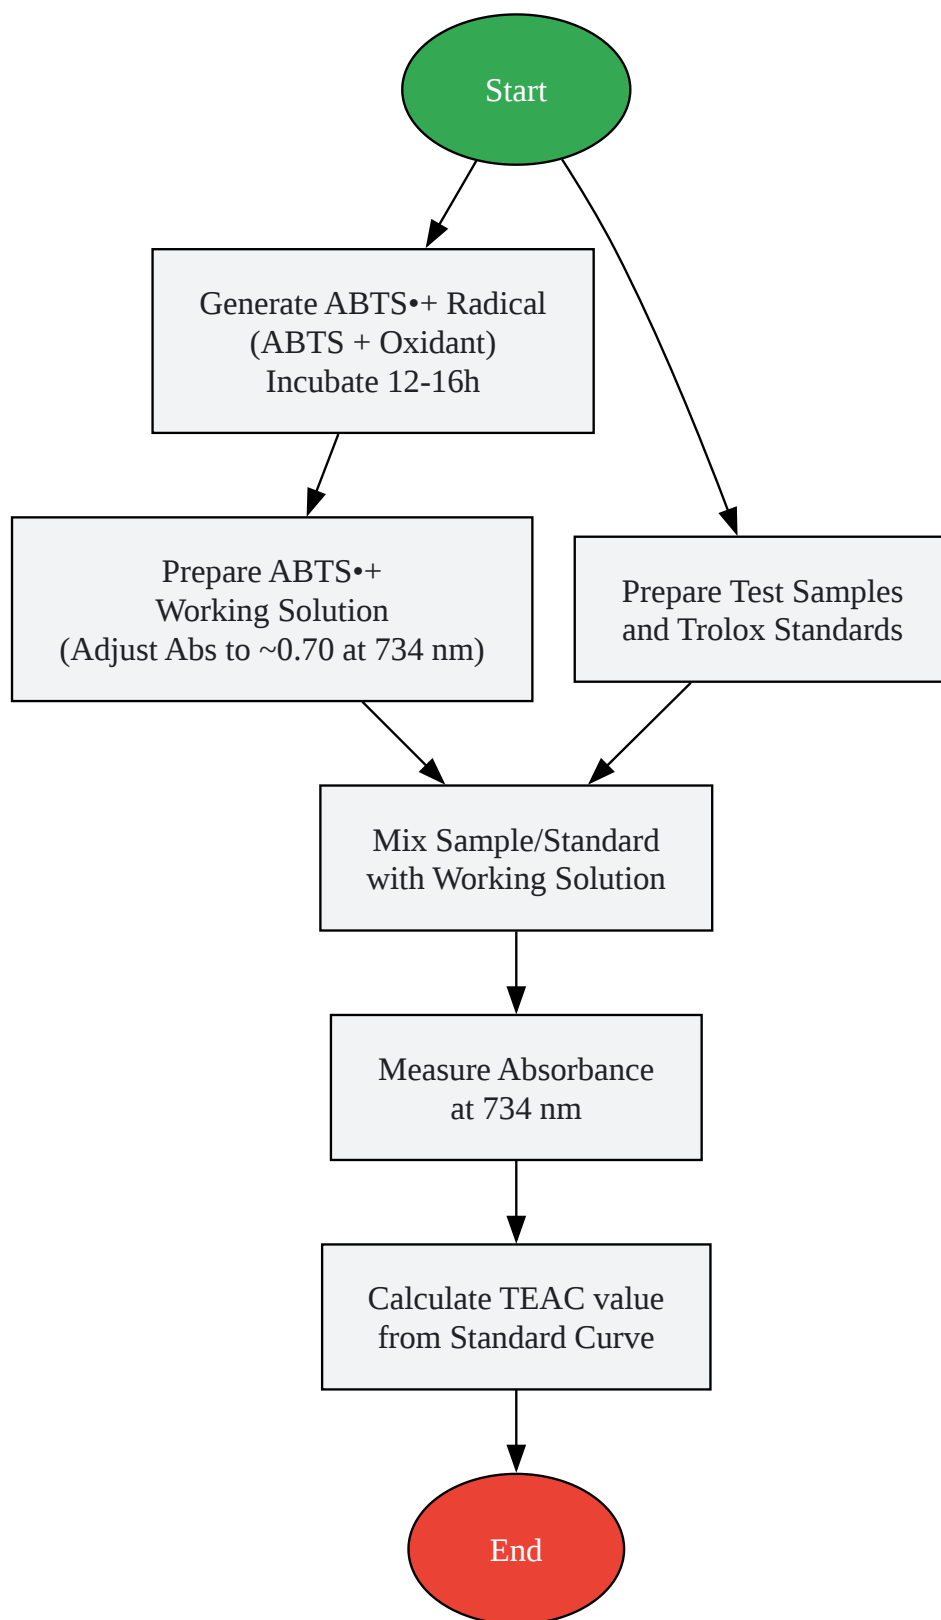 Start
Generate ABTS•+ Radical
(ABTS + Oxidant)
Incubate 12-16h
Prepare ABTS•+
Working Solution
(Adjust Abs to ~0.70 at 734 nm)
Prepare Test Samples
and Trolox Standards
Mix Sample/Standard
with Working Solution
Measure Absorbance
at 734 nm
Calculate TEAC value
from Standard Curve
End